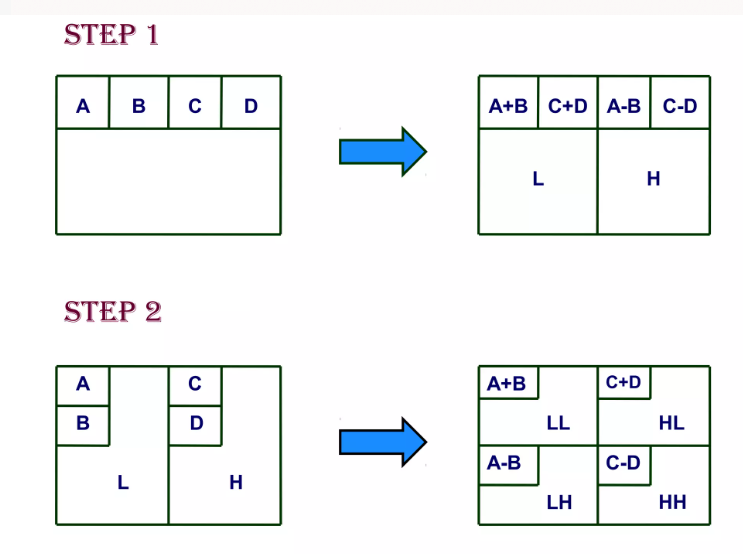 STEP 1
A B C D
A+B C+D A-B C-D
L H
STEP 2
A C
B D
L H
A+B C+D
LL HL
A-B C-D
LH HH